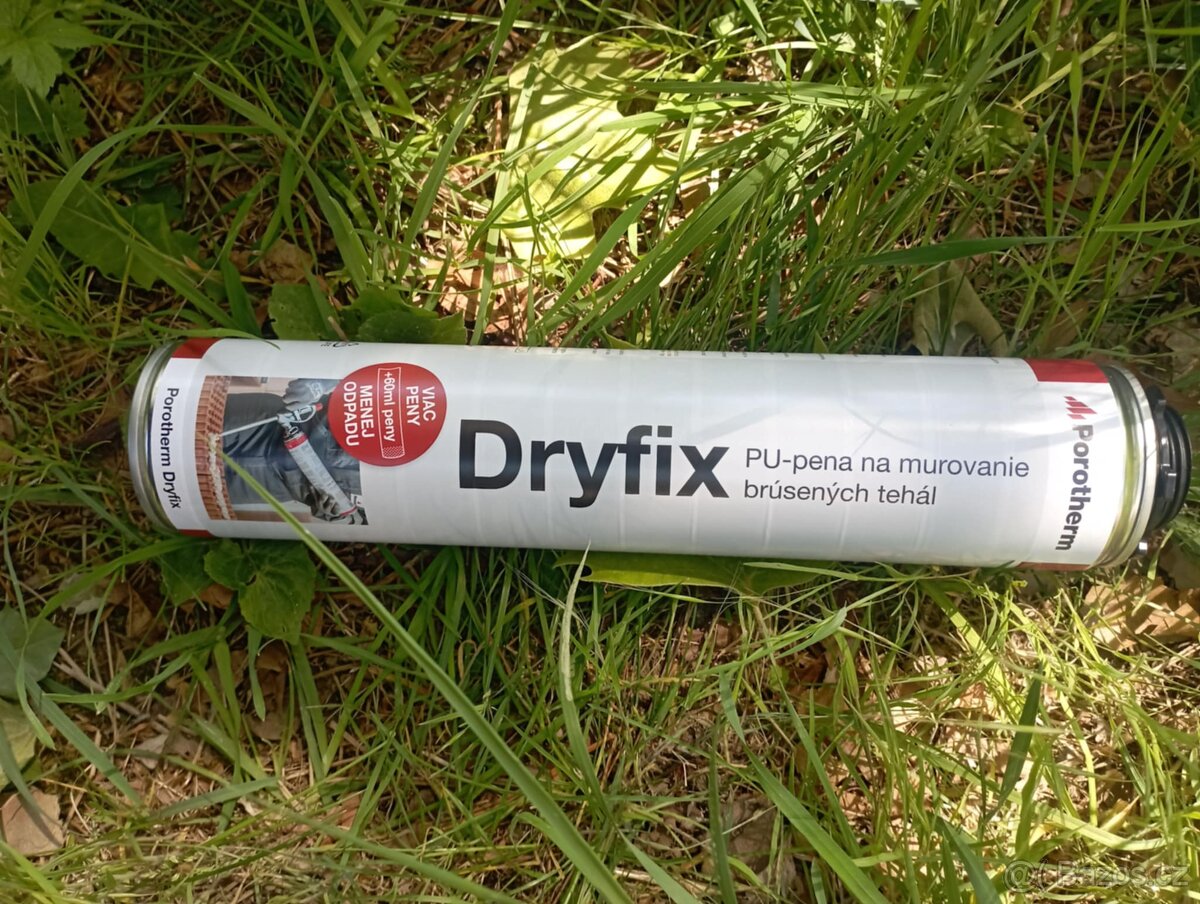 Porotherm Dryfix
VIAC
PENY
+60ml peny
MENEJ
ODPADU
Dryfix
PU-pena na murovanie
brúsených tehál
Porotherm